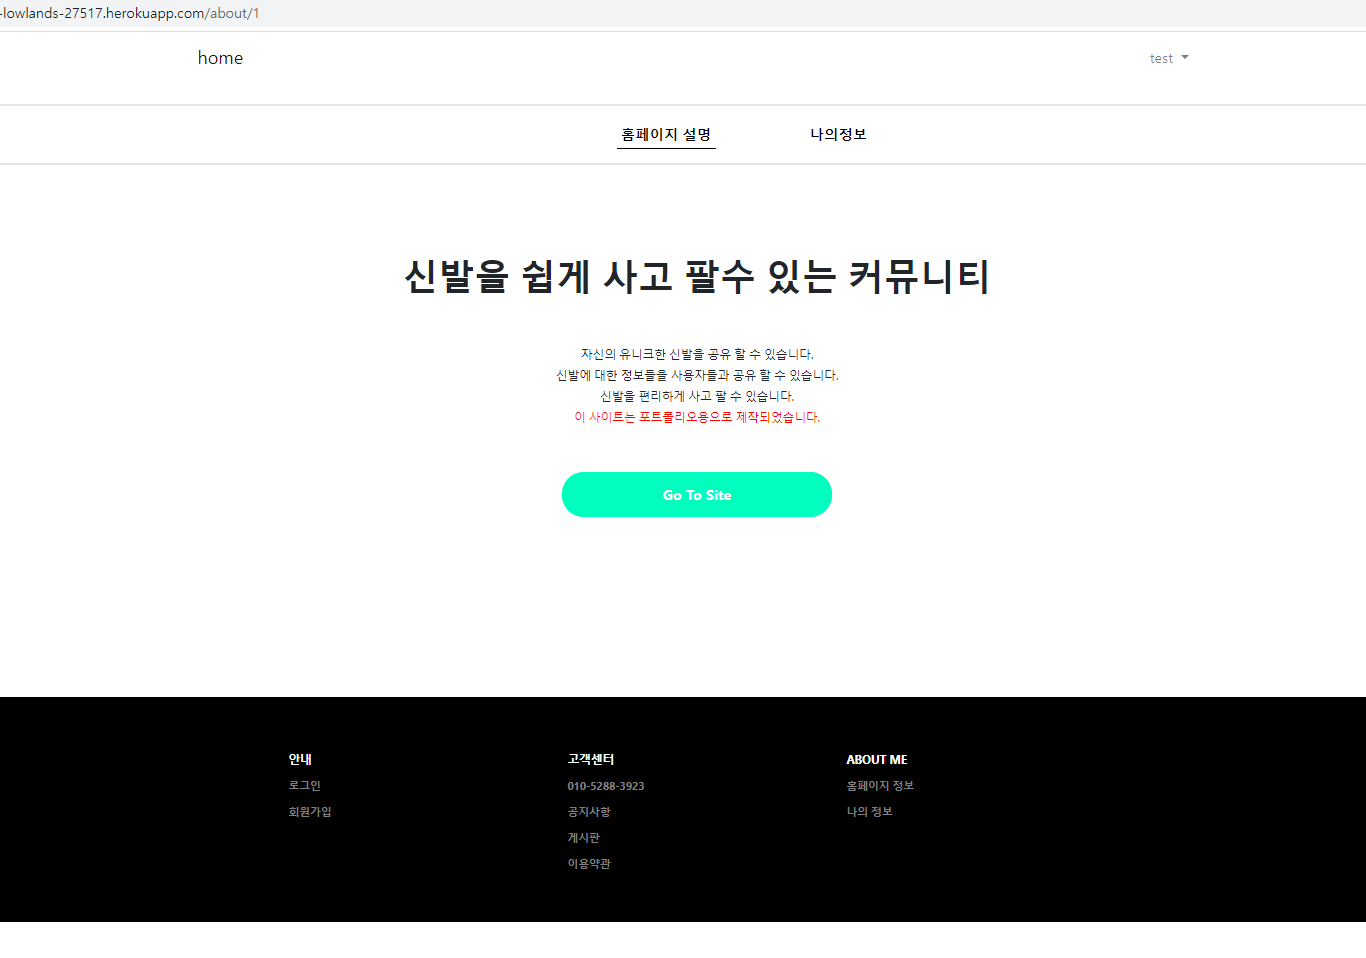 -lowlands-27517.herokuapp.com/about/1
home
test
홈페이지 설명
나의정보
신발을 쉽게 사고 팔수 있는 커뮤니티
자신의 유니크한 신발을 공유 할 수 있습니다.
신발에 대한 정보들을 사용자들과 공유 할 수 있습니다.
신발을 편리하게 사고 팔 수 있습니다.
이 사이트는 포트폴리오용으로 제작되었습니다.
Go To Site
안내
로그인
회원가입
고객센터
010-5288-3923
공지사항
게시판
이용약관
ABOUT ME
홈페이지 정보
나의 정보